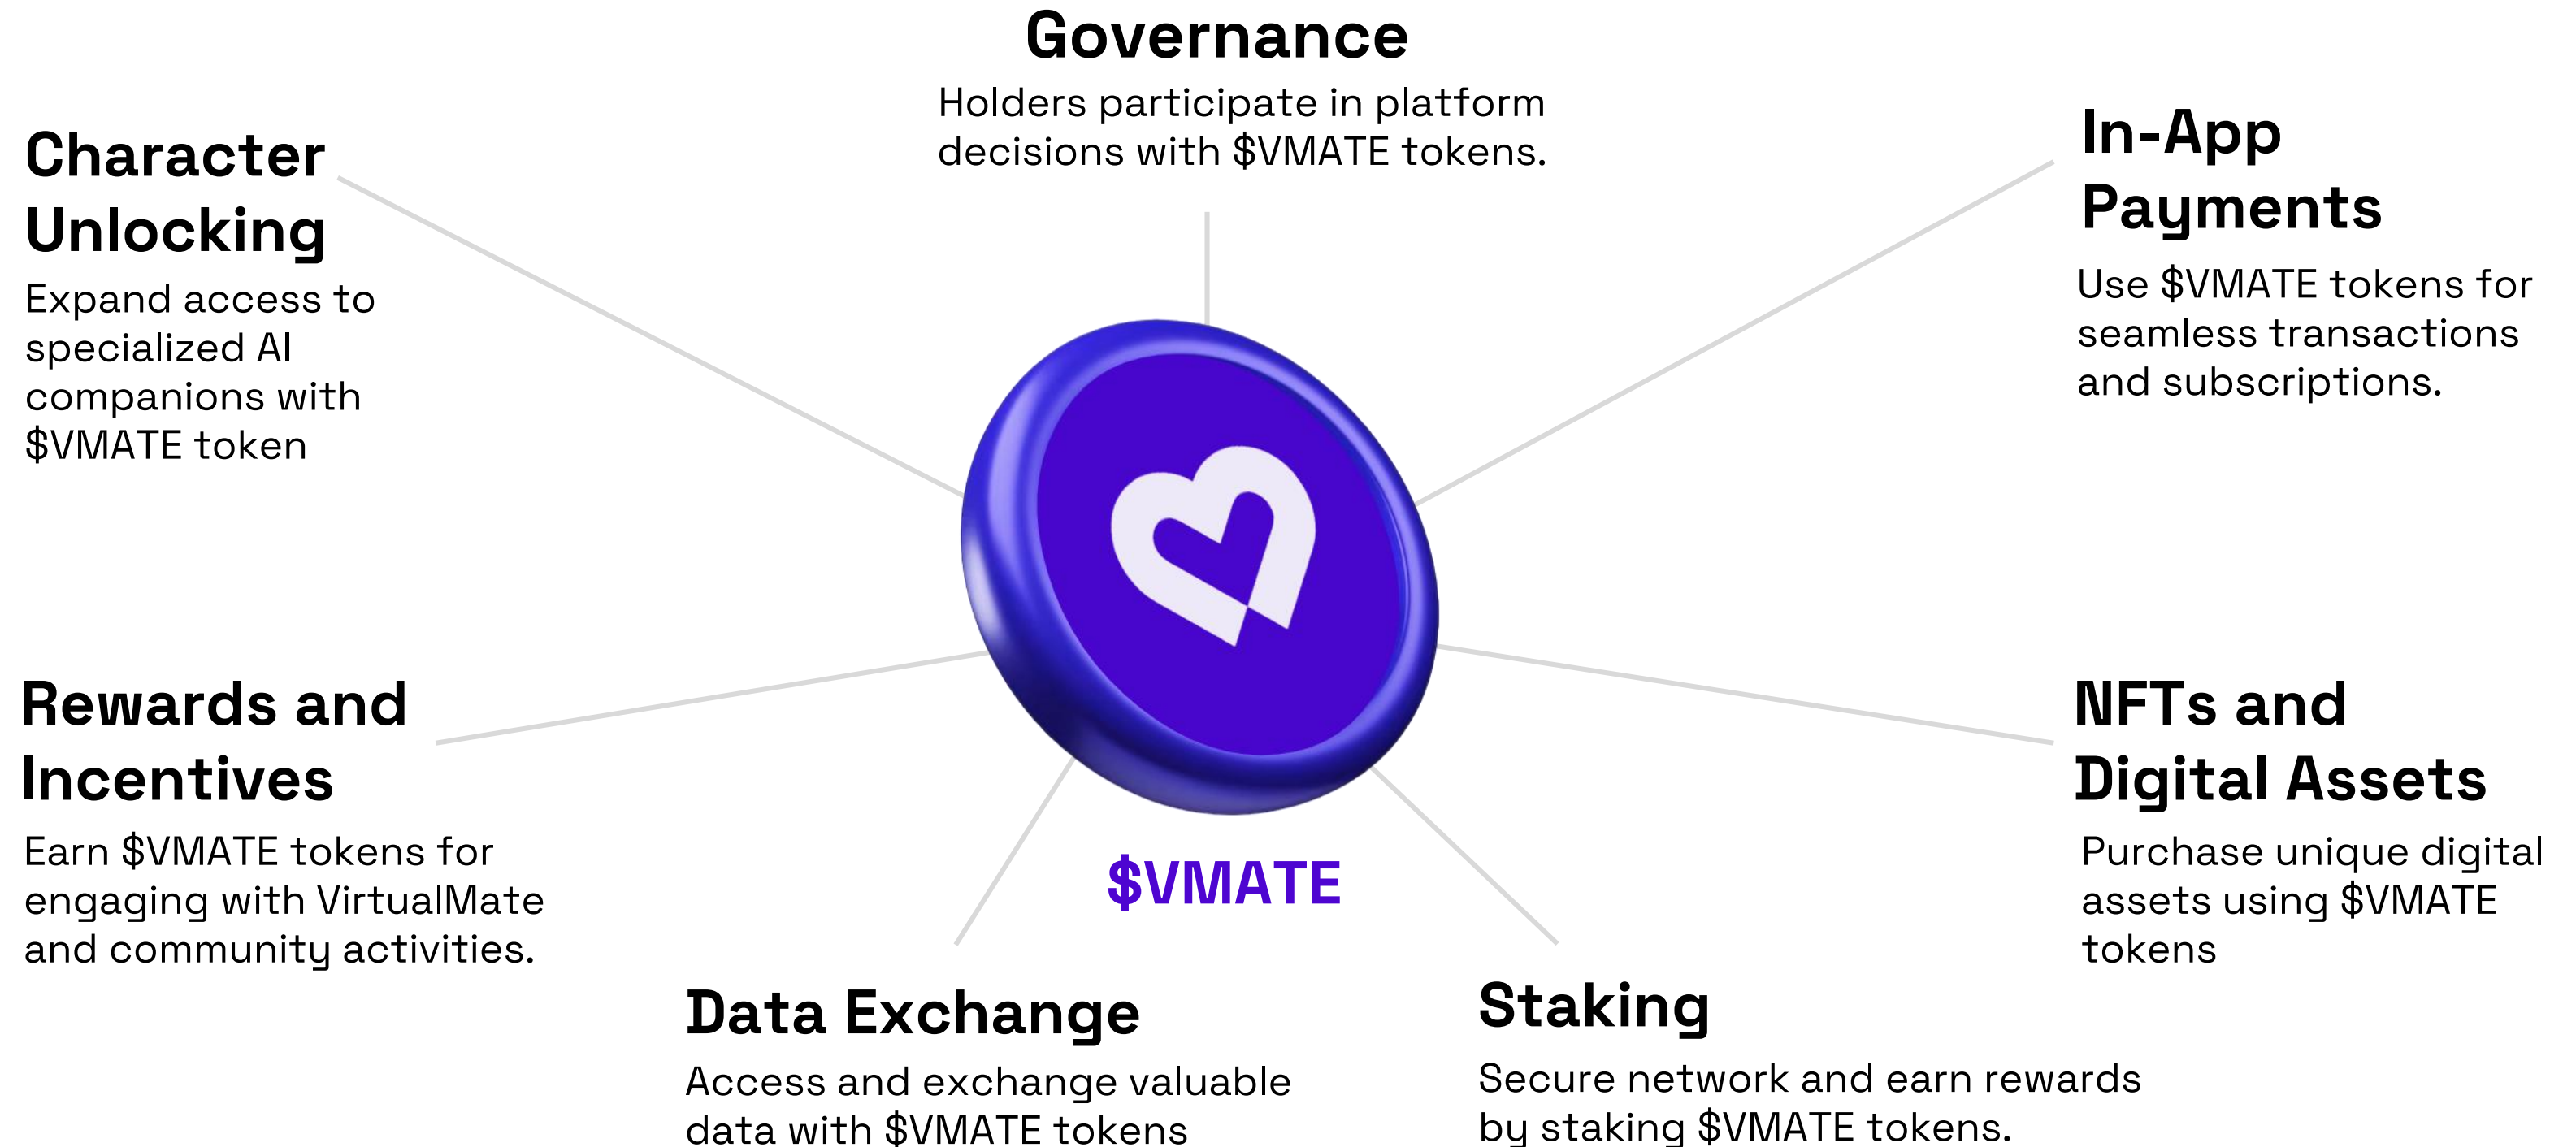 Governance
Holders participate in platform
decisions with $VMATE tokens.
Character
Unlocking
Expand access to
specialized AI
companions with
$VMATE token
In-App
Payments
Use $VMATE tokens for
seamless transactions
and subscriptions.
Rewards and
Incentives
Earn $VMATE tokens for
engaging with VirtualMate
and community activities.
NFTs and
Digital Assets
Purchase unique digital
assets using $VMATE
tokens
$VMATE
Data Exchange
Access and exchange valuable
data with $VMATE tokens
Staking
Secure network and earn rewards
by staking $VMATE tokens.